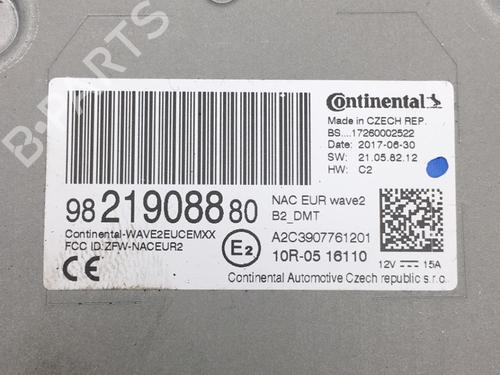 B-PARTS
Continental
Made in CZECH REP.
BS....17260002522
Date: 2017-06-30
SW: 21.05.82.12
HW: C2
98 219088 80
NAC EUR wave2
B2_DMT
Continental-WAVE2EUCEMXX
FCC ID.ZFW-NACEUR2
CE
E2
A2C3907761201
10R-05 16110
12V 15A
Continental Automotive Czech republic s.r.o.